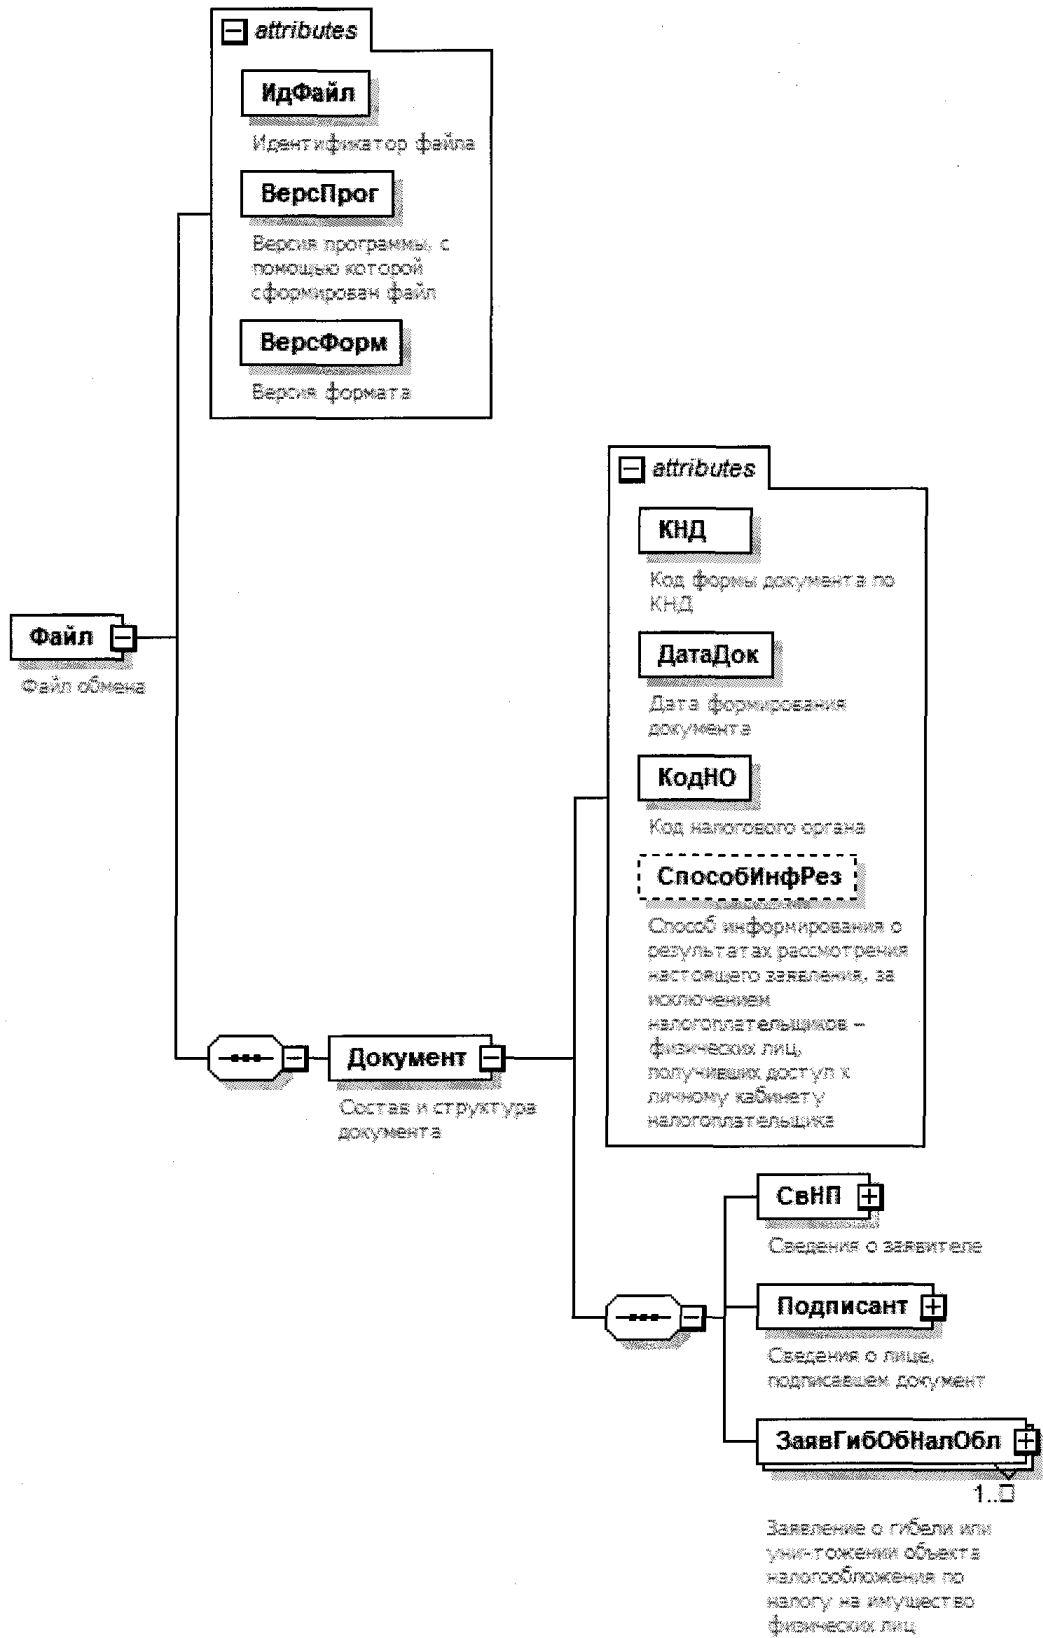 attributes
ИдФайл
Идентификатор файла
ВерсПрог
Версия программы, с
помощью которой
сформирован файл
ВерсФорм
Версия формата
Файл
Файл обмена
attributes
КНД
Код формы документа по
КНД
ДатаДок
Дата формирования
документа
КодНО
Код налогового органа
СпособИнфРез
Способ информирования о
результатах рассмотрения
настоящего заявления, за
исключением
налогоплательщиков –
физических лиц,
получивших доступ к
личному кабинету
налогоплательщика
Документ
Состав и структура
документа
СвНП
Сведения о заявителе
Подписант
Сведения о лице,
подписавшем документ
ЗаявГибОбНалОбл
1..□
Заявление о гибели или
уни-тожении объекта
налогообложения по
налогу на имущество
физических лиц